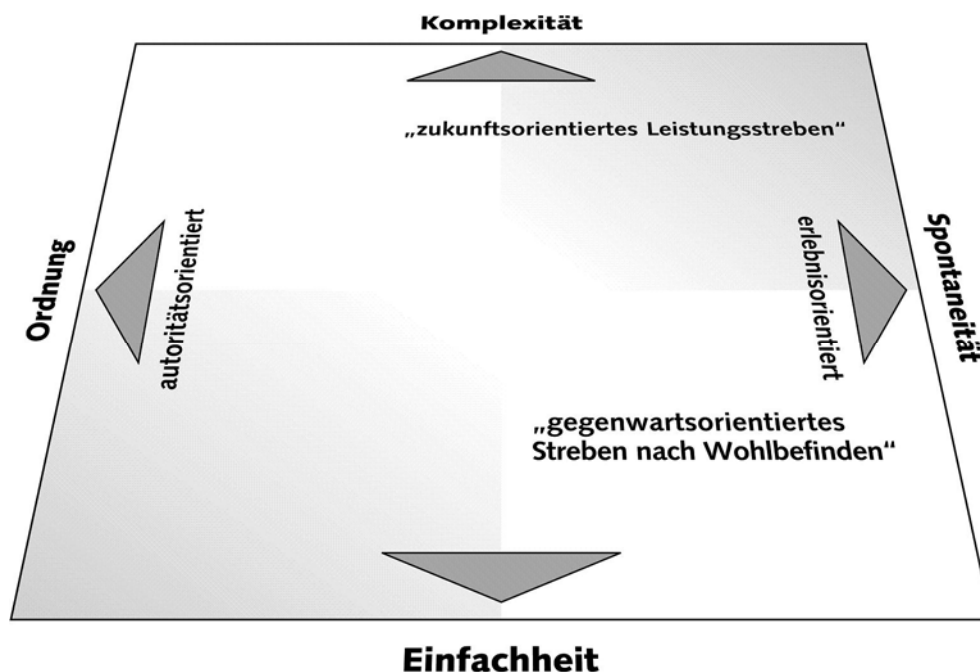 Komplexität
„zukunftsorientiertes Leistungsstreben“
Ordnung
autoritätsorientiert
erlebnisorientiert
Spontaneität
„gegenwartsorientiertes
Streben nach Wohlbefinden“
Einfachheit